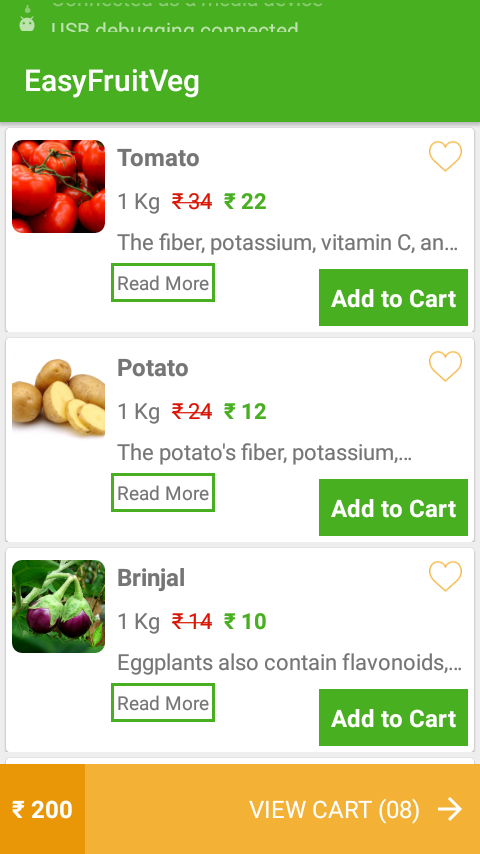 Connected as a media device
USB debugging connected
EasyFruitVeg
Tomato
1 Kg ₹ 34 ₹ 22
The fiber, potassium, vitamin C, an...
Read More
Add to Cart
Potato
1 Kg ₹ 24 ₹ 12
The potato's fiber, potassium,...
Read More
Add to Cart
Brinjal
1 Kg ₹ 14 ₹ 10
Eggplants also contain flavonoids,...
Read More
Add to Cart
₹ 200
VIEW CART (08)